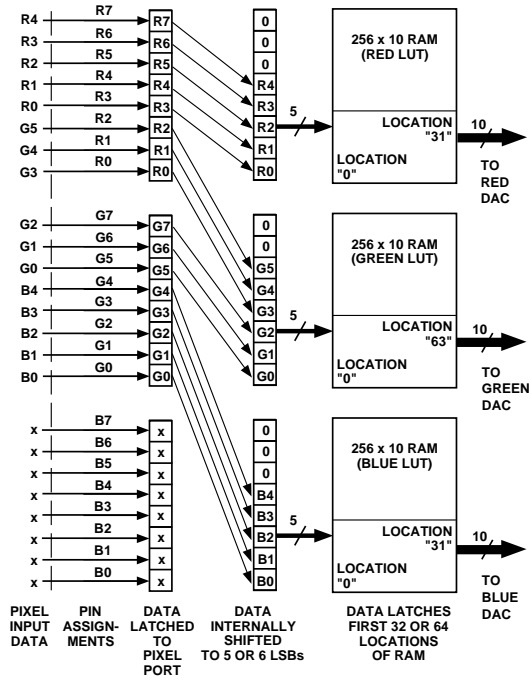 R4 R7 R7 0
R3 R6 R6 0
R2 R5 R5 0
R1 R4 R4 R4
R0 R3 R3 R3
G5 R2 R2 R2
G4 R1 R1 R1
G3 R0 R0 R0
5
256 x 10 RAM
(RED LUT)
LOCATION
"31"
LOCATION
"0"
10
TO
RED
DAC
G2 G7 G7 0
G1 G6 G6 0
G0 G5 G5 G5
B4 G4 G4 G4
B3 G3 G3 G3
B2 G2 G2 G2
B1 G1 G1 G1
B0 G0 G0 G0
5
256 x 10 RAM
(GREEN LUT)
LOCATION
"63"
LOCATION
"0"
10
TO
GREEN
DAC
x B7 x 0
x B6 x 0
x B5 x 0
x B4 x B4
x B3 x B3
x B2 x B2
x B1 x B1
x B0 x B0
5
256 x 10 RAM
(BLUE LUT)
LOCATION
"31"
LOCATION
"0"
10
TO
BLUE
DAC
PIXEL
INPUT
DATA
PIN
ASSIGN-
MENTS
DATA
LATCHED
TO
PIXEL
PORT
DATA
INTERNALLY
SHIFTED
TO 5 OR 6 LSBs
DATA LATCHES
FIRST 32 OR 64
LOCATIONS
OF RAM